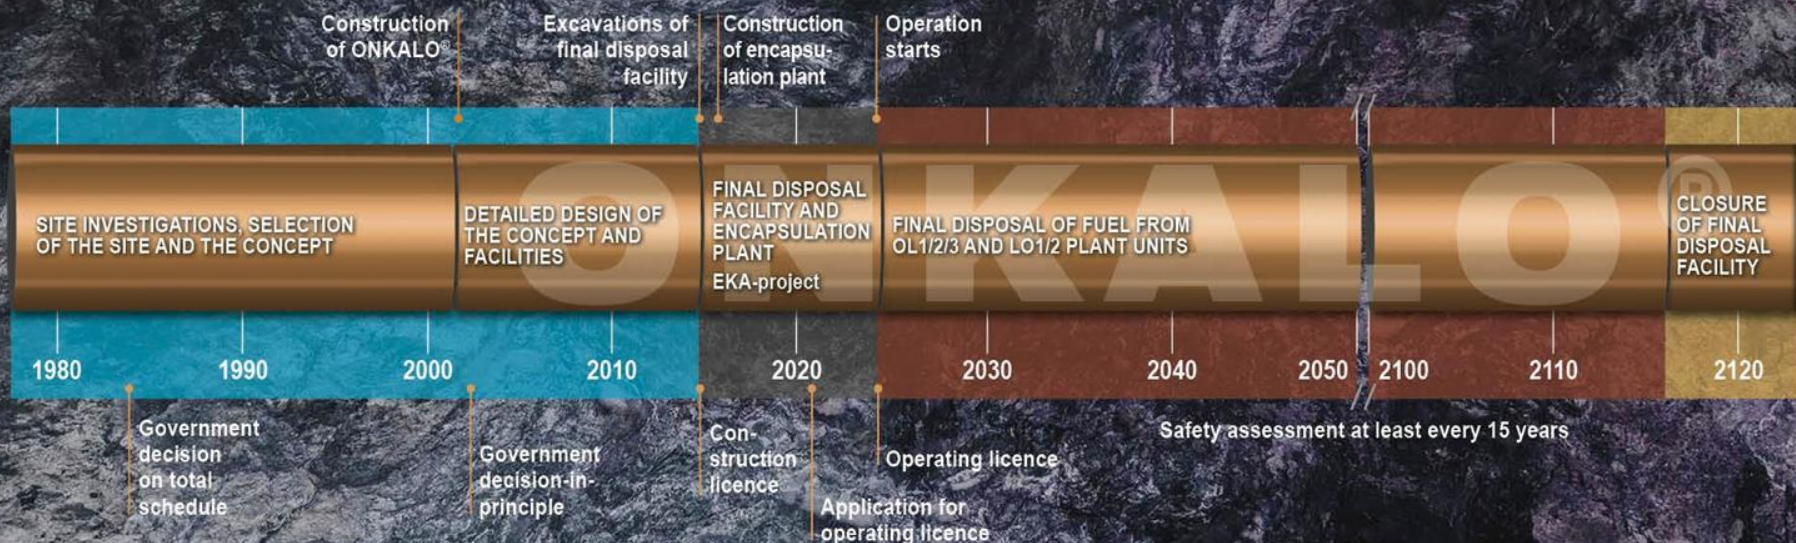 Construction
of ONKALO®
Excavations of
final disposal
facility
Construction
of encapsu-
lation plant
Operation
starts
ONKALO®
SITE INVESTIGATIONS, SELECTION
OF THE SITE AND THE CONCEPT
DETAILED DESIGN OF
THE CONCEPT AND
FACILITIES
FINAL DISPOSAL
FACILITY AND
ENCAPSULATION
PLANT
EKA-project
FINAL DISPOSAL OF FUEL FROM
OL1/2/3 AND LO1/2 PLANT UNITS
CLOSURE
OF FINAL
DISPOSAL
FACILITY
1980 1990 2000 2010 2020 2030 2040 2050 2100 2110 2120
Government
decision
on total
schedule
Government
decision-in-
principle
Con-
struction
licence
Application for
operating licence
Operating licence
Safety assessment at least every 15 years